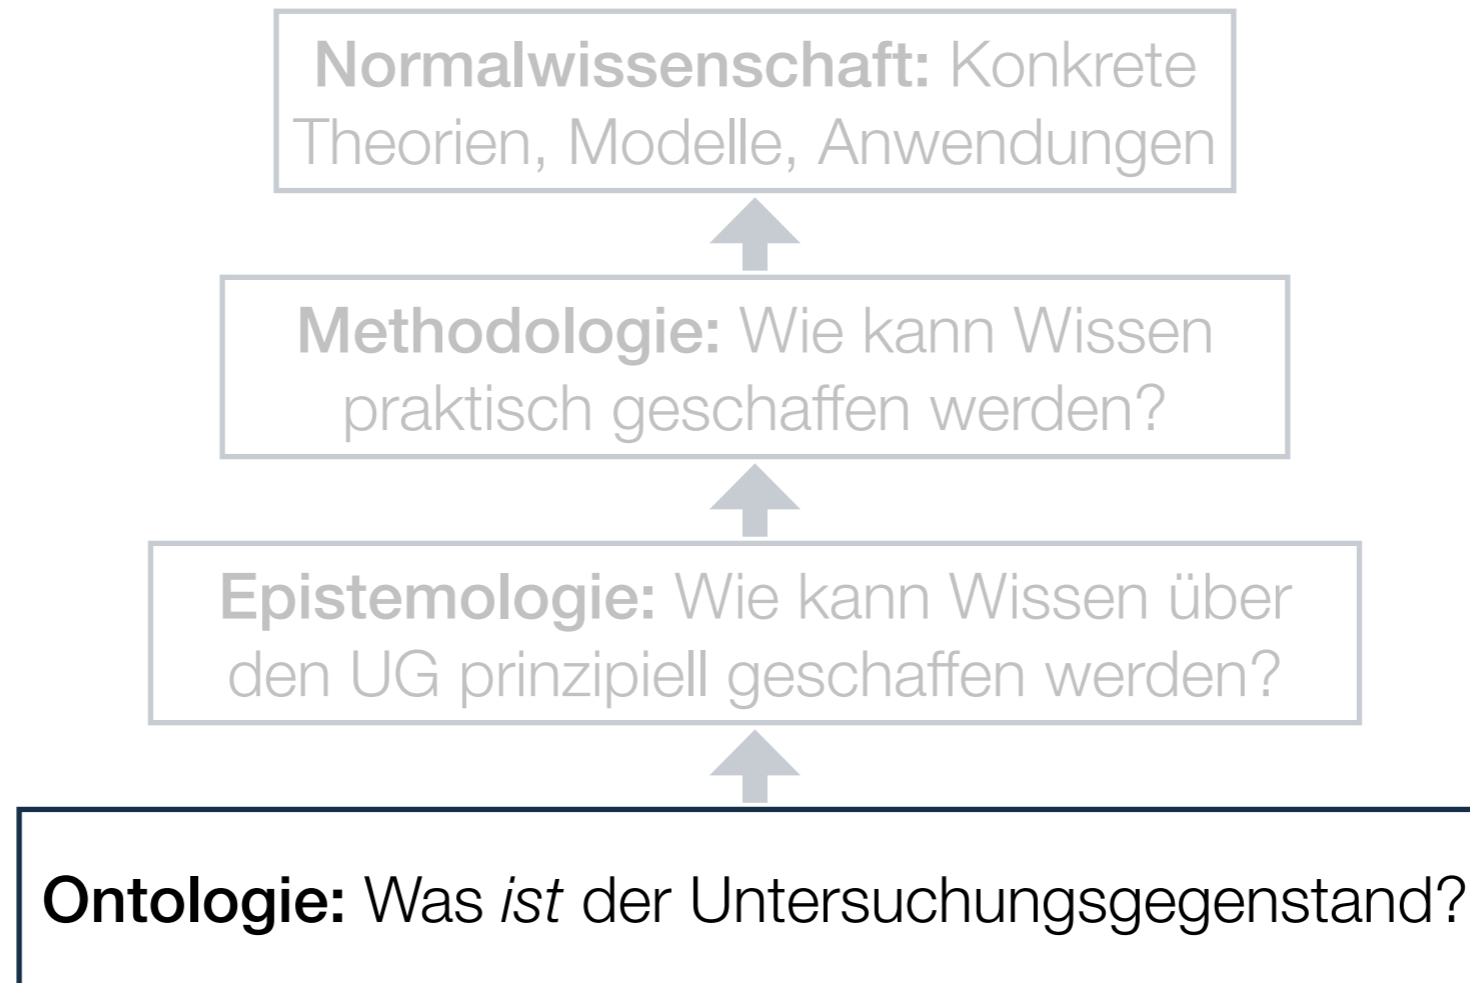 Normalwissenschaft: Konkrete
Theorien, Modelle, Anwendungen
Methodologie: Wie kann Wissen
praktisch geschaffen werden?
Epistemologie: Wie kann Wissen über
den UG prinzipiell geschaffen werden?
Ontologie: Was ist der Untersuchungsgegenstand?